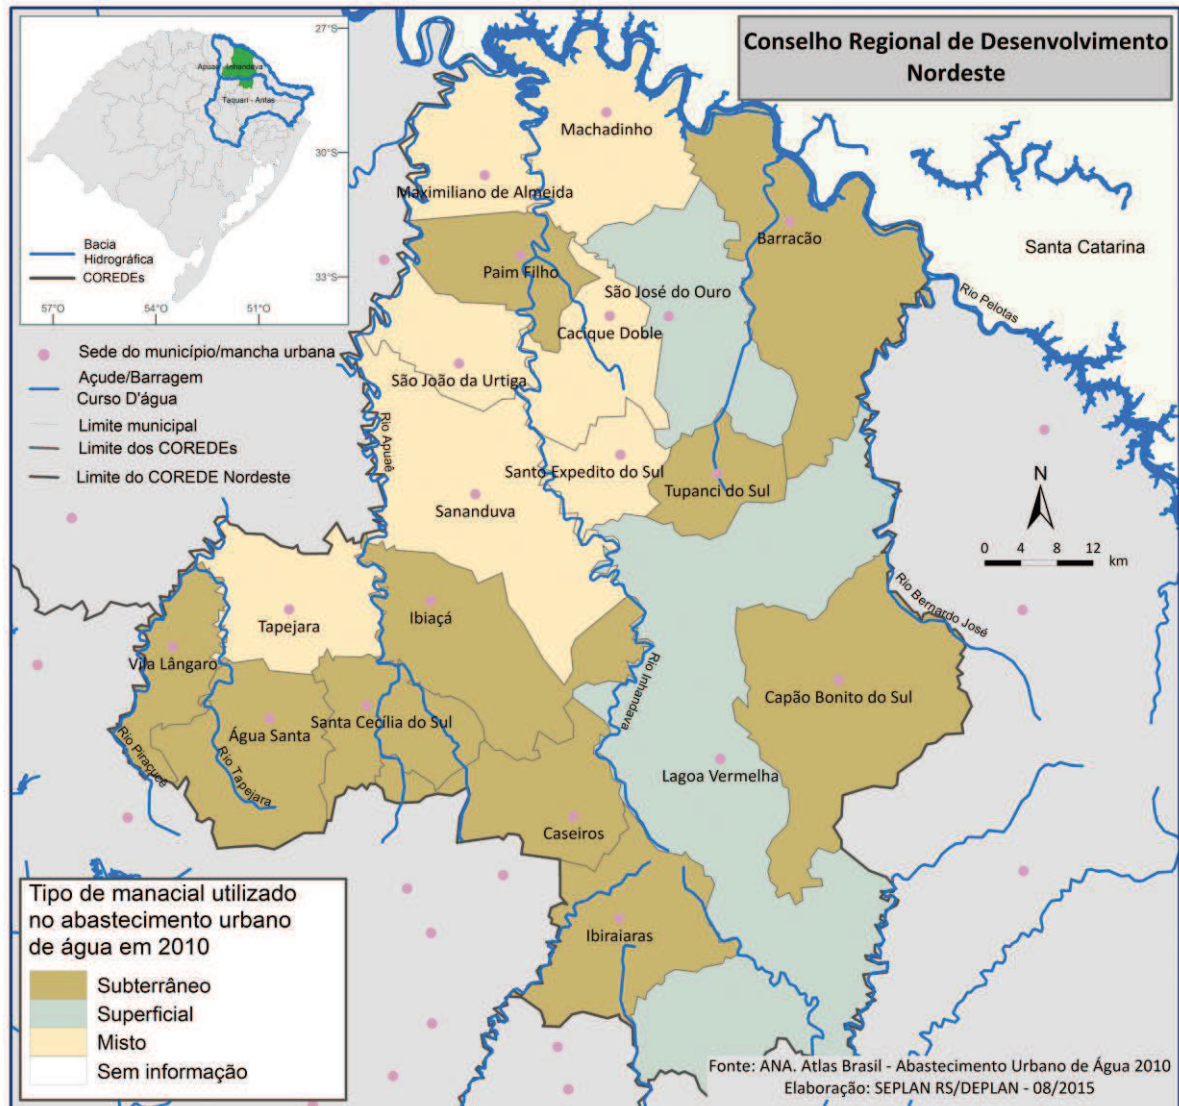 Conselho Regional de Desenvolvimento
Nordeste
27°S
30°S
33°S
57°O
54°O
51°O
Apuaê - Inhandava
Taquari - Antas
Bacia
Hidrográfica
COREDEs
Sede do município/mancha urbana
Açude/Barragem
Curso D'água
Limite municipal
Limite dos COREDEs
Limite do COREDE Nordeste
Machadinho
Maximiliano de Almeida
Barracão
Santa Catarina
Paim Filho
São José do Ouro
Rio Pelotas
Cacique Doble
São João da Urtiga
Rio Apuaê
Santo Expedito do Sul
Tupanci do Sul
Sananduva
N
0 4 8 12
km
Rio Bernardo José
Ibiaçá
Tapejara
Vila Lângaro
Rio Inhandava
Capão Bonito do Sul
Santa Cecília do Sul
Água Santa
Rio Piraçucê
Rio Tapejara
Lagoa Vermelha
Caseiros
Ibiraiaras
Tipo de manacial utilizado
no abastecimento urbano
de água em 2010
Subterrâneo
Superficial
Misto
Sem informação
Fonte: ANA. Atlas Brasil - Abastecimento Urbano de Água 2010
Elaboração: SEPLAN RS/DEPLAN - 08/2015